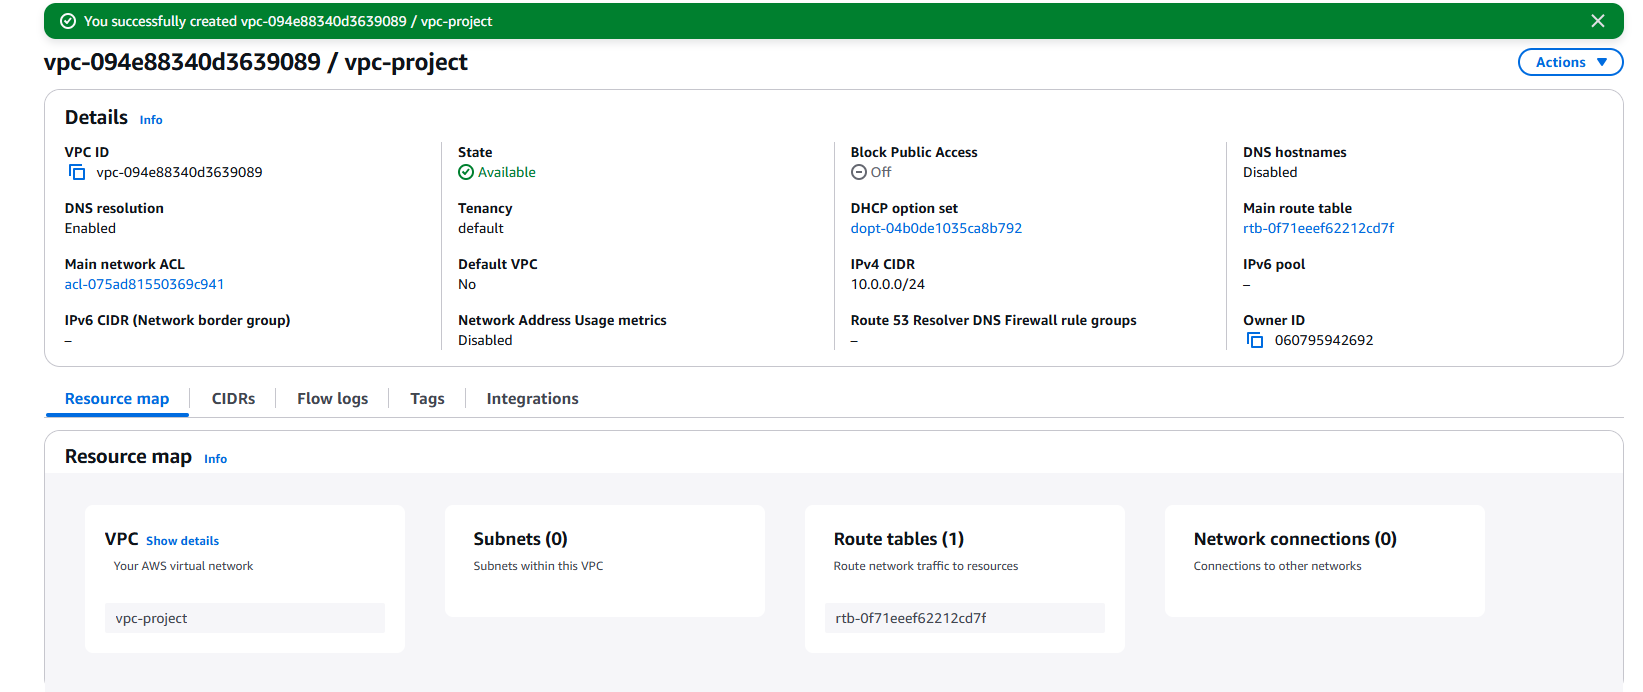 You successfully created vpc-094e88340d3639089 / vpc-project
vpc-094e88340d3639089 / vpc-project
Actions
Details Info
VPC ID
vpc-094e88340d3639089
State
Available
Block Public Access
Off
DNS hostnames
Disabled
DNS resolution
Enabled
Tenancy
default
DHCP option set
dopt-04b0de1035ca8b792
Main route table
rtb-0f71eeef62212cd7f
Main network ACL
acl-075ad81550369c941
Default VPC
No
IPv4 CIDR
10.0.0.0/24
IPv6 pool
–
IPv6 CIDR (Network border group)
–
Network Address Usage metrics
Disabled
Route 53 Resolver DNS Firewall rule groups
–
Owner ID
060795942692
Resource map CIDRs Flow logs Tags Integrations
Resource map Info
VPC Show details
Your AWS virtual network
vpc-project
Subnets (0)
Subnets within this VPC
Route tables (1)
Route network traffic to resources
rtb-0f71eeef62212cd7f
Network connections (0)
Connections to other networks